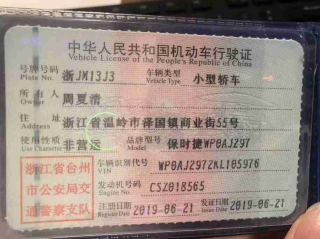 中华人民共和国机动车行驶证
Vehicle License of the People's Republic of China
号牌号码 浙JM13J3 车辆类型 小型轿车
Plate No. Vehicle Type
所有人 周夏清
Owner
住址 浙江省温岭市泽国镇商业街55号
Address
使用性质 非营运 品牌型号 保时捷WP0AJ297
Use Character Model
浙江省台州
市公安局交
通警察支队
车辆识别代号 WP0AJ2972KL105976
VIN
发动机号码 CSZ018565
Engine No.
注册日期 2019-06-21 发证日期 2019-06-21
Register Date Issue Date